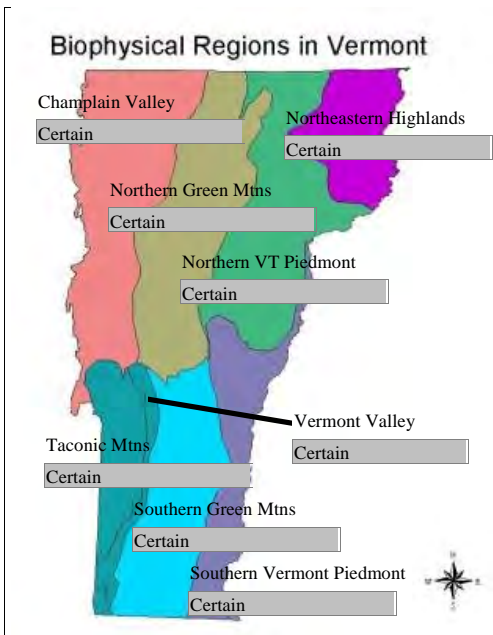 Biophysical Regions in Vermont
Champlain Valley
Certain
Northeastern Highlands
Certain
Northern Green Mtns
Certain
Northern VT Piedmont
Certain
Vermont Valley
Certain
Taconic Mtns
Certain
Southern Green Mtns
Certain
Southern Vermont Piedmont
Certain